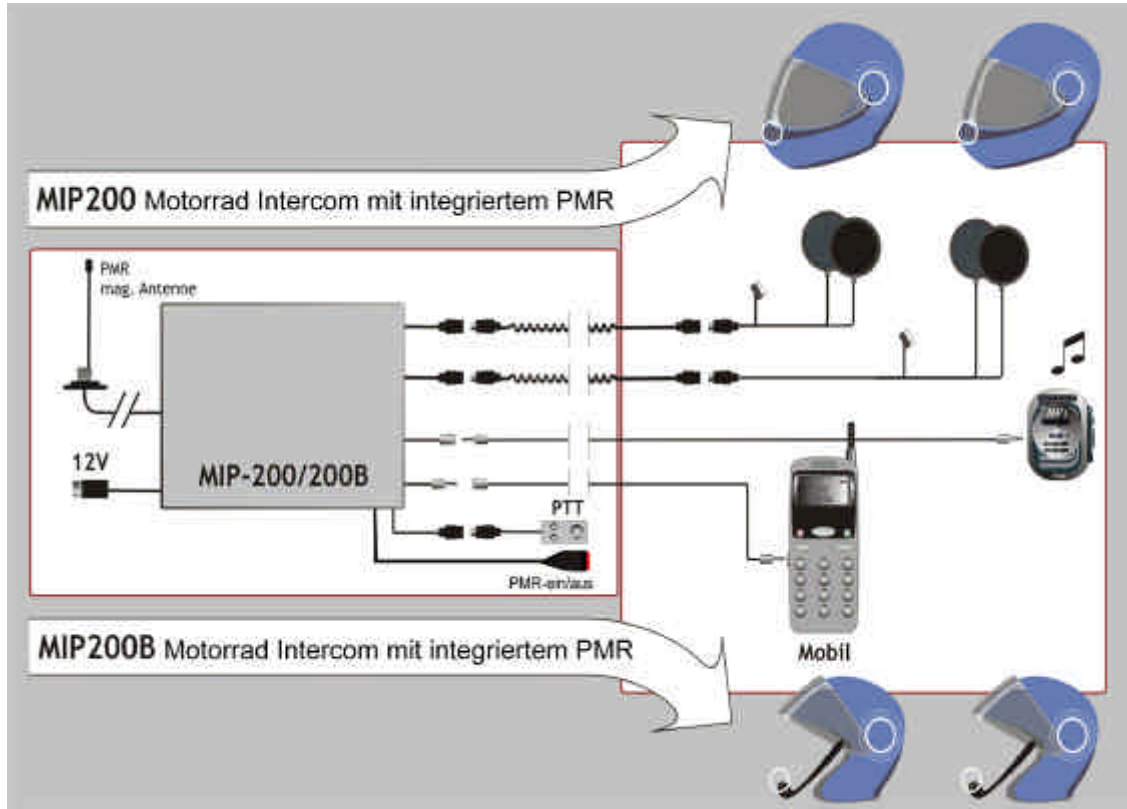 MIP200 Motorrad Intercom mit integriertem PMR
PMR
mag. Antenne
12V
MIP-200/200B
PTT
PMR-ein/aus
Mobil
MIP200B Motorrad Intercom mit integriertem PMR